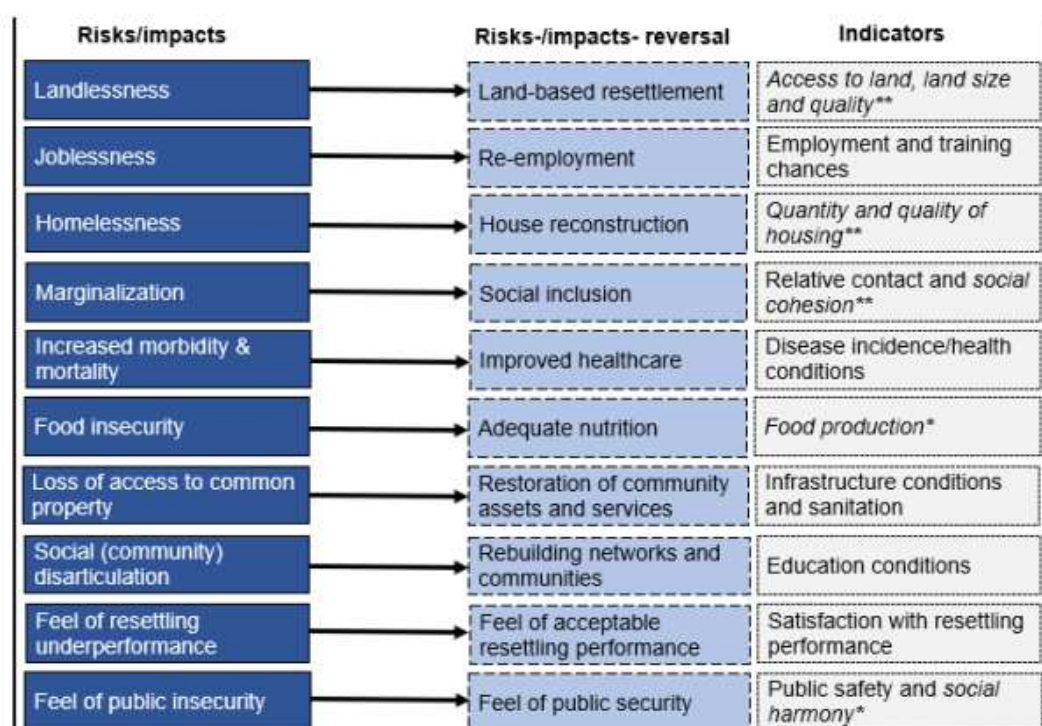 Risks/impacts
Risks-/impacts- reversal
Indicators
Landlessness
Land-based resettlement
Access to land, land size
and quality**
Joblessness
Re-employment
Employment and training
chances
Homelessness
House reconstruction
Quantity and quality of
housing**
Marginalization
Social inclusion
Relative contact and social
cohesion**
Increased morbidity &
mortality
Improved healthcare
Disease incidence/health
conditions
Food insecurity
Adequate nutrition
Food production*
Loss of access to common
property
Restoration of community
assets and services
Infrastructure conditions
and sanitation
Social (community)
disarticulation
Rebuilding networks and
communities
Education conditions
Feel of resettling
underperformance
Feel of acceptable
resettling performance
Satisfaction with resettling
performance
Feel of public insecurity
Feel of public security
Public safety and social
harmony*